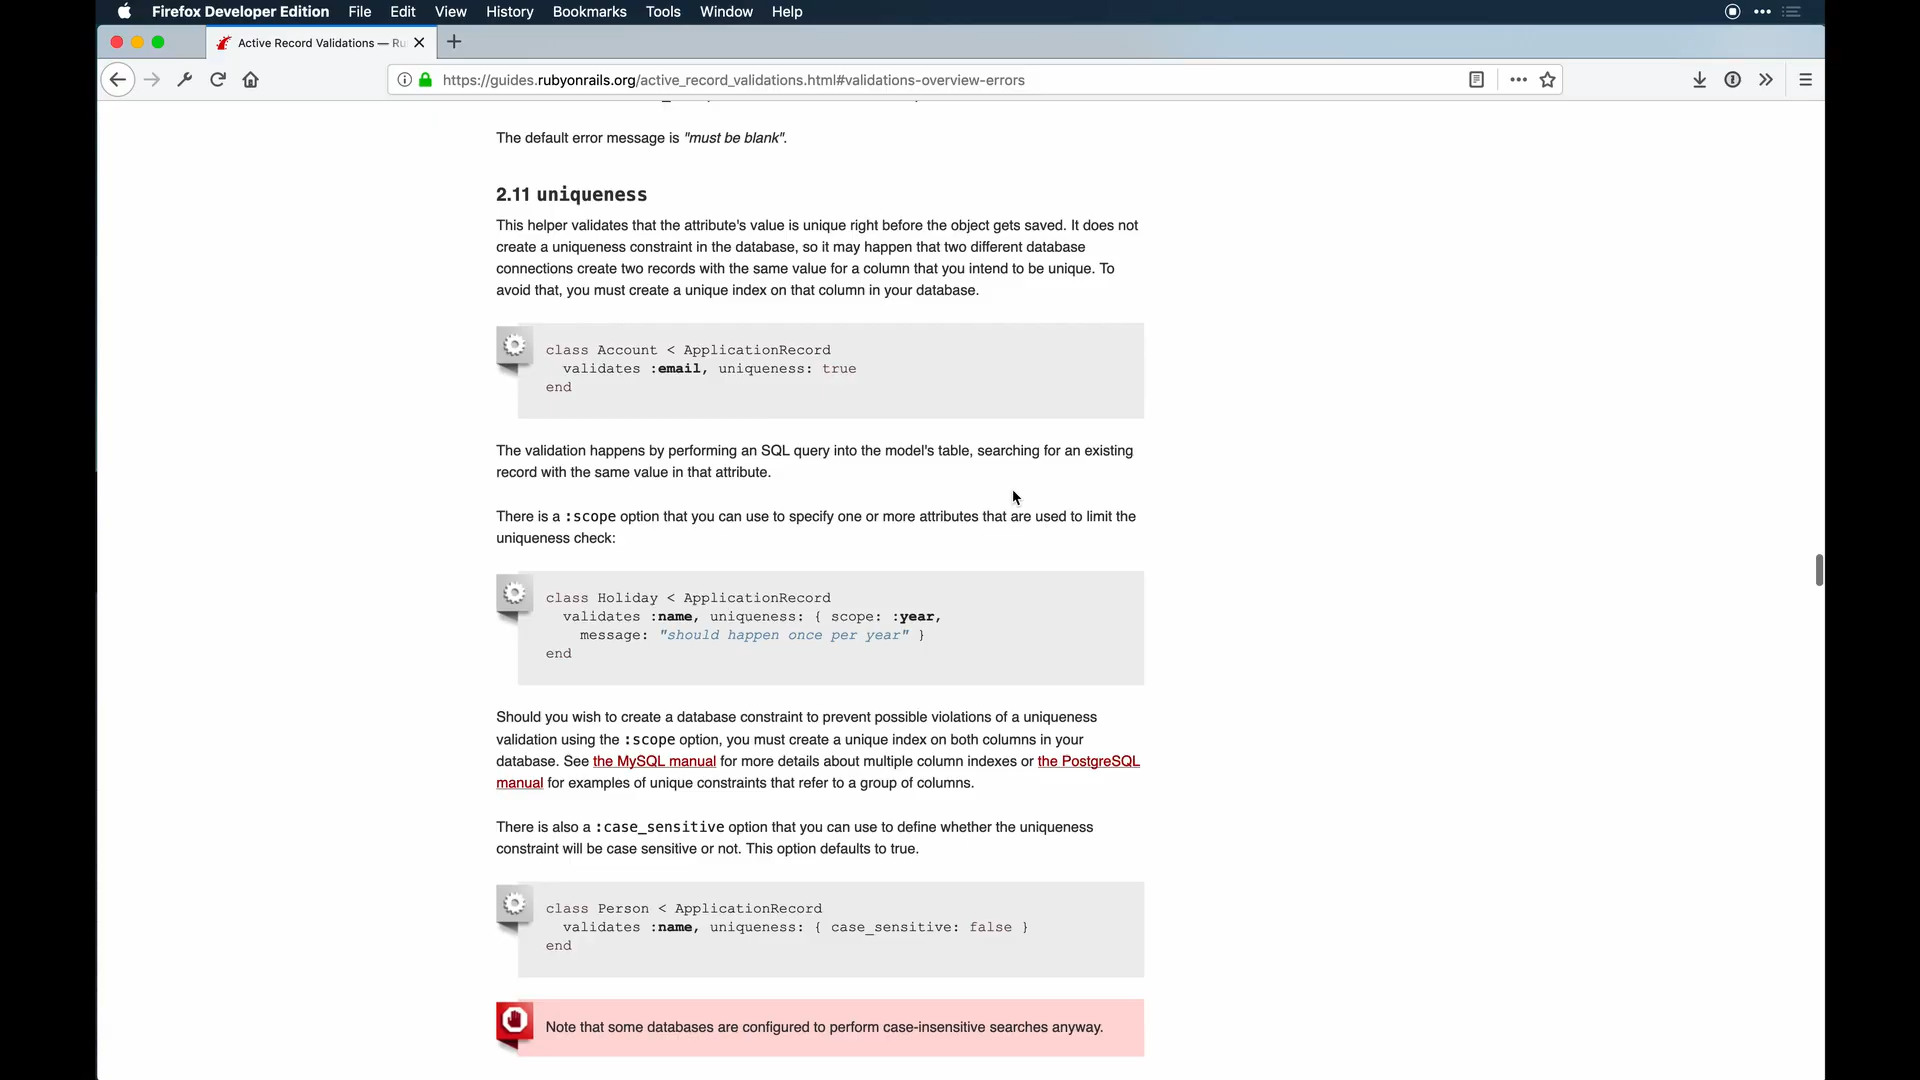 Firefox Developer Edition File Edit View History Bookmarks Tools Window Help
Active Record Validations — Ru
https://guides.rubyonrails.org/active_record_validations.html#validations-overview-errors
The default error message is "must be blank".
2.11 uniqueness
This helper validates that the attribute's value is unique right before the object gets saved. It does not
create a uniqueness constraint in the database, so it may happen that two different database
connections create two records with the same value for a column that you intend to be unique. To
avoid that, you must create a unique index on that column in your database.
class Account < ApplicationRecord
validates :email, uniqueness: true
end
The validation happens by performing an SQL query into the model's table, searching for an existing
record with the same value in that attribute.
There is a :scope option that you can use to specify one or more attributes that are used to limit the
uniqueness check:
class Holiday < ApplicationRecord
validates :name, uniqueness: { scope: :year,
message: "should happen once per year" }
end
Should you wish to create a database constraint to prevent possible violations of a uniqueness
validation using the :scope option, you must create a unique index on both columns in your
database. See the MySQL manual for more details about multiple column indexes or the PostgreSQL
manual for examples of unique constraints that refer to a group of columns.
There is also a :case_sensitive option that you can use to define whether the uniqueness
constraint will be case sensitive or not. This option defaults to true.
class Person < ApplicationRecord
validates :name, uniqueness: { case_sensitive: false }
end
Note that some databases are configured to perform case-insensitive searches anyway.